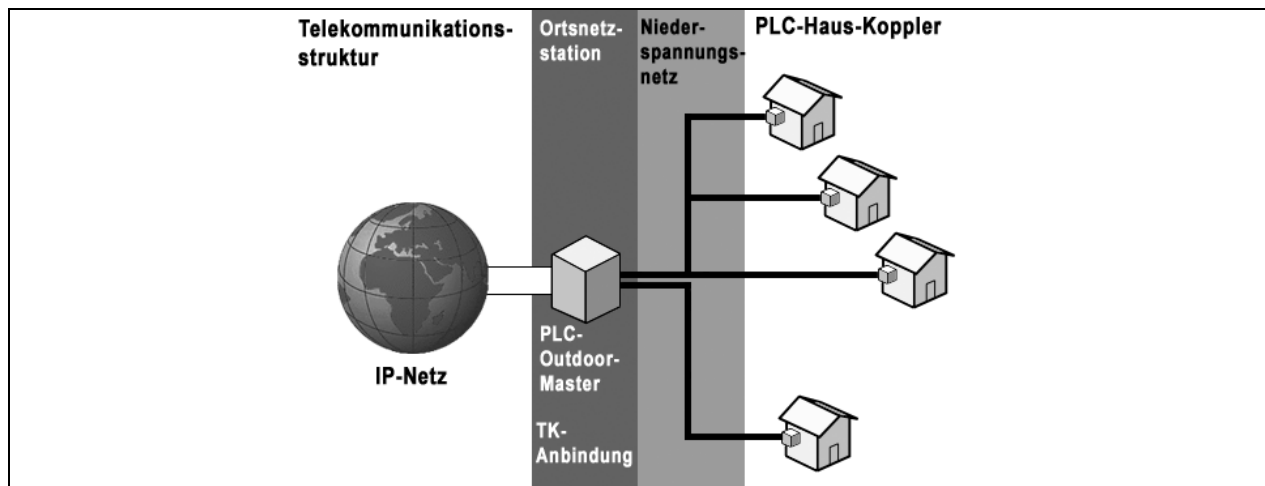 Telekommunikations-
struktur
Ortsnetz-
station
Nieder-
spannungs-
netz
PLC-Haus-Koppler
IP-Netz
PLC-
Outdoor-
Master
TK-
Anbindung